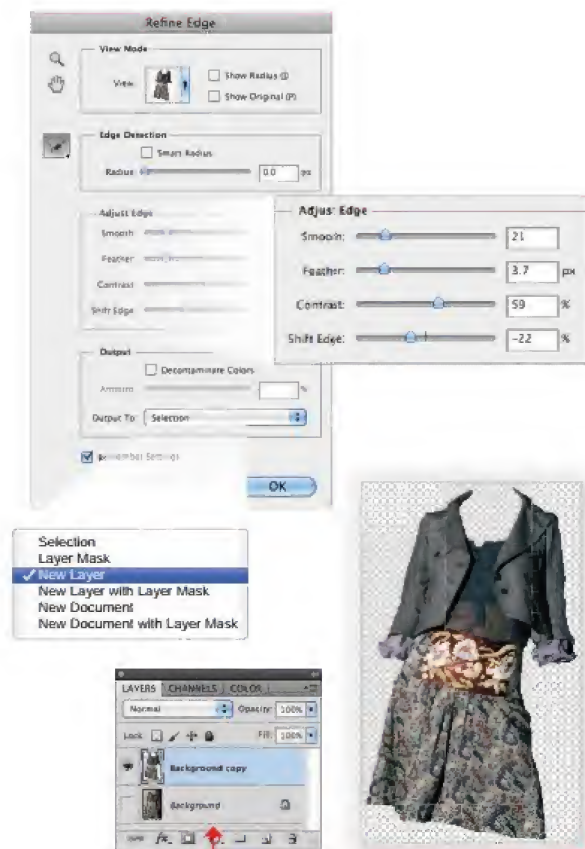 Refine Edge
View Mode
View:
Show Radius (J)
Show Original (P)
Edge Detection
Smart Radius
Radius: 0.0 px
Adjust Edge
Smooth:
Feather:
Contrast:
Shift Edge:
Adjust Edge
Smooth: 21
Feather: 3.7 px
Contrast: 59 %
Shift Edge: -22 %
Output
Decontaminate Colors
Amount: %
Output To: Selection
Remember Settings
OK
Selection
Layer Mask
✓ New Layer
New Layer with Layer Mask
New Document
New Document with Layer Mask
LAYERS CHANNELS COLOR
Normal Opacity: 100%
Lock: Fill: 100%
Background copy
Background
fx